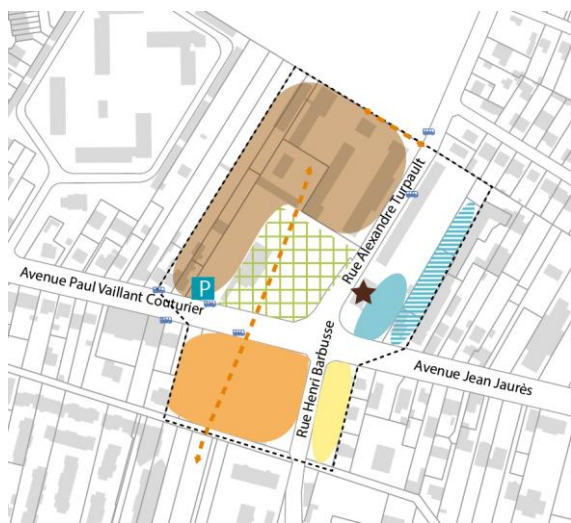 Rue Alexandre Turpault
P
Avenue Paul Vaillant Couturier
Rue Henri Barbusse
Avenue Jean Jaurès